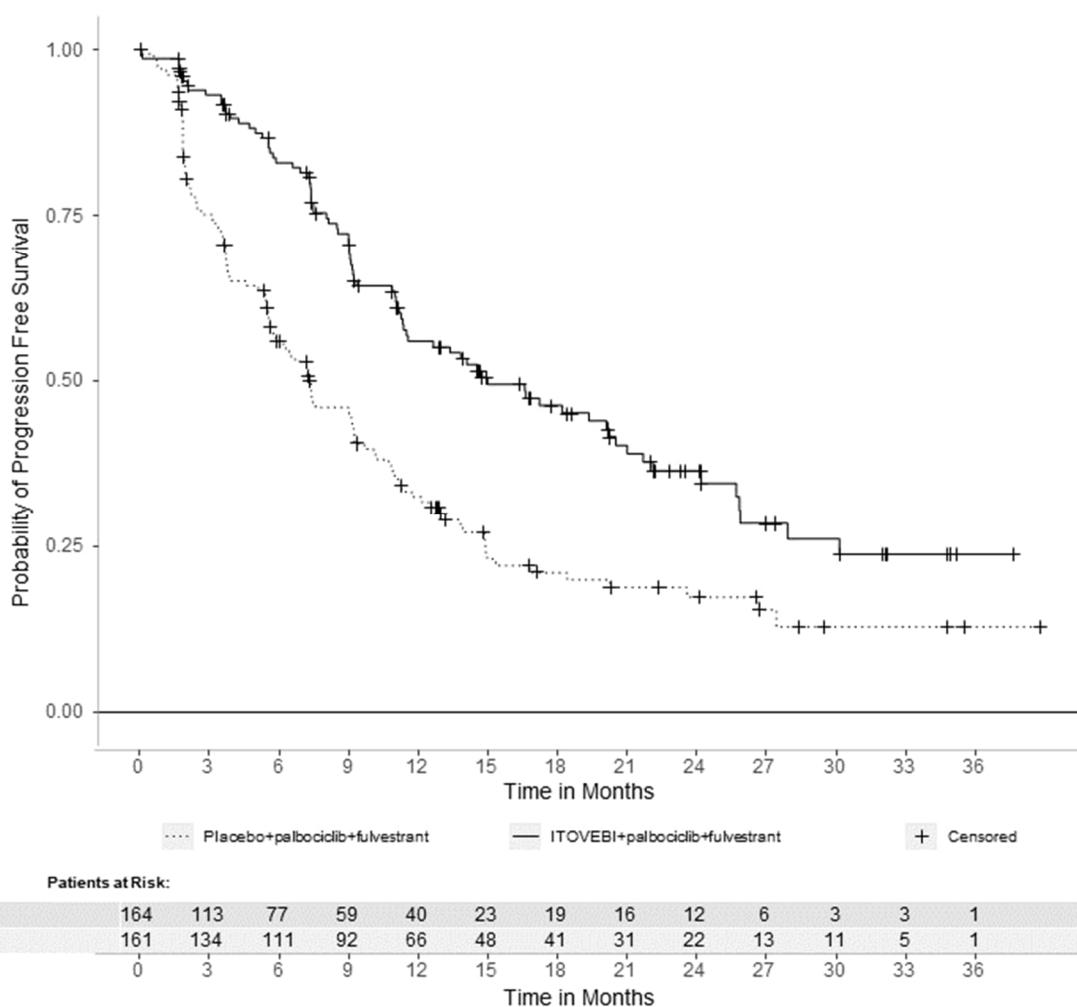 Probability of Progression Free Survival
1.00
0.75
0.50
0.25
0.00
0 3 6 9 12 15 18 21 24 27 30 33 36
Time in Months
Placebo+palbociclib+fulvestrant ITOVEBI+palbociclib+fulvestrant Censored
Patients at Risk:
164 113 77 59 40 23 19 16 12 6 3 3 1
161 134 111 92 66 48 41 31 22 13 11 5 1
0 3 6 9 12 15 18 21 24 27 30 33 36
Time in Months